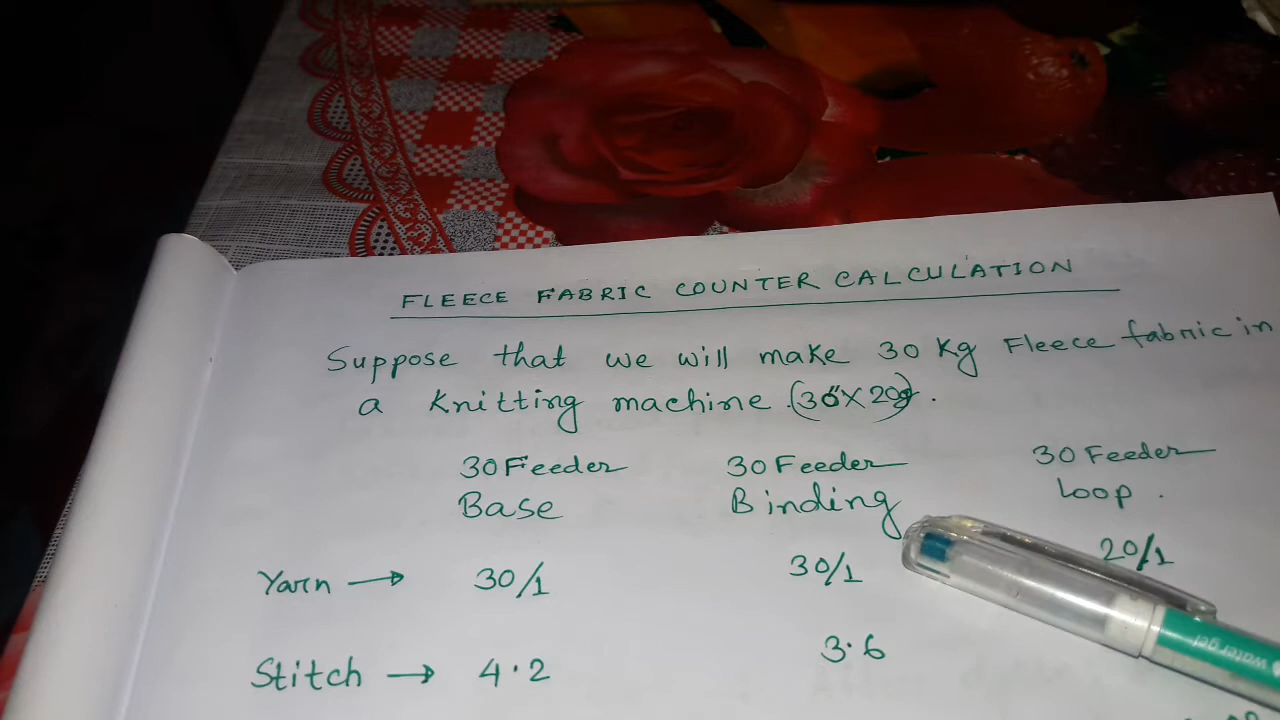 FLEECE FABRIC COUNTER CALCULATION
Suppose that we will make 30 Kg Fleece fabric in
a Knitting machine (30"X20g).
30 Feeder 30 Feeder 30 Feeder
Base Binding Loop.
Yarn → 30/1 30/1 20/1
Stitch → 4.2 3.6
watergel